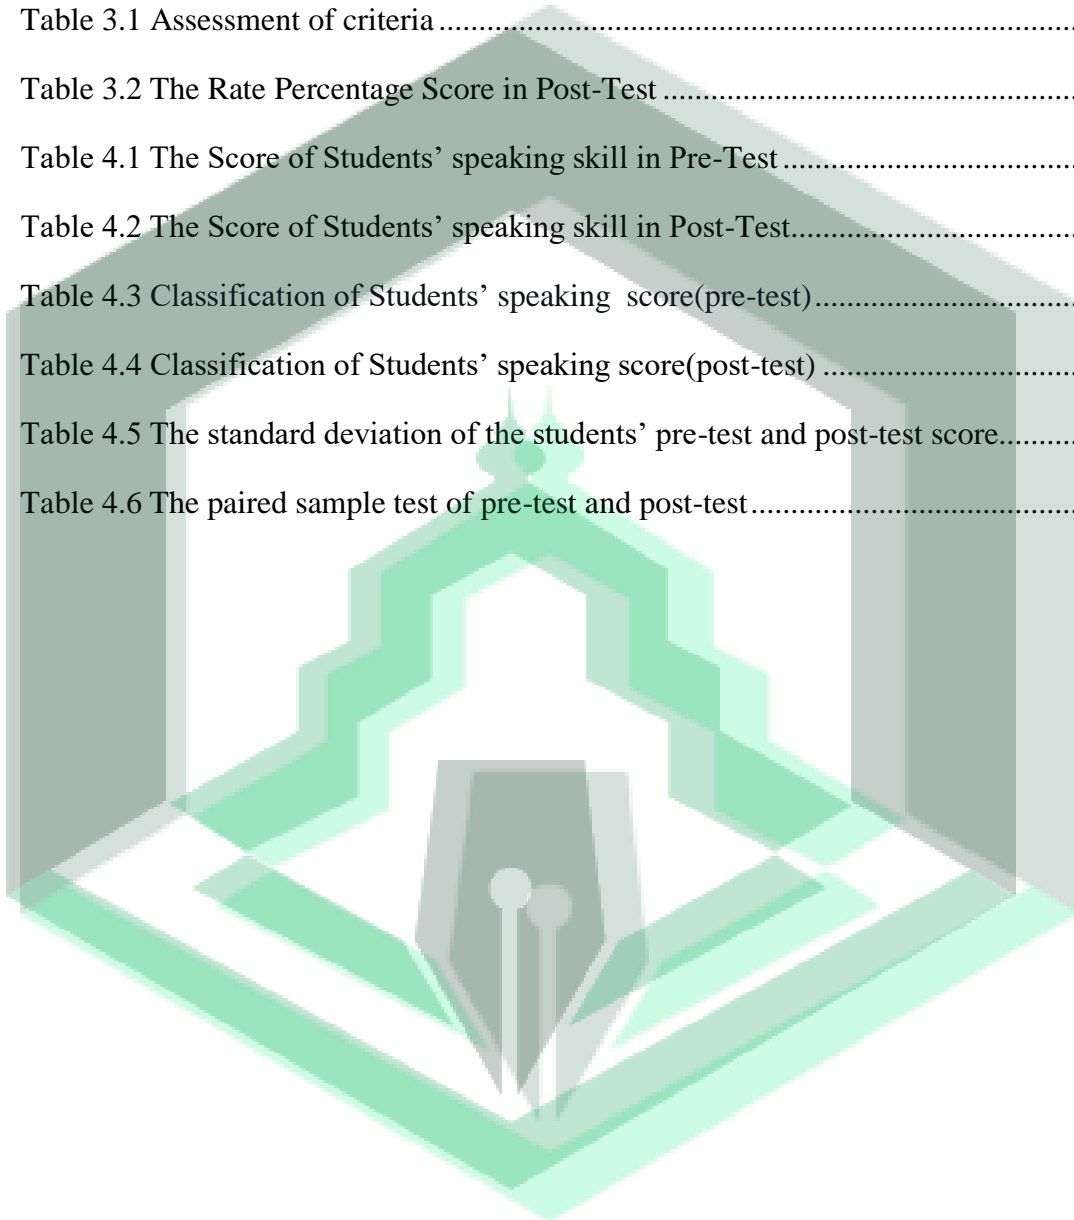 Table 3.1 Assessment of criteria ................................................................................
Table 3.2 The Rate Percentage Score in Post-Test ....................................................
Table 4.1 The Score of Students’ speaking skill in Pre-Test .....................................
Table 4.2 The Score of Students’ speaking skill in Post-Test....................................
Table 4.3 Classification of Students’ speaking  score(pre-test) .................................
Table 4.4 Classification of Students’ speaking score(post-test) ................................
Table 4.5 The standard deviation of the students’ pre-test and post-test score..........
Table 4.6 The paired sample test of pre-test and post-test .........................................